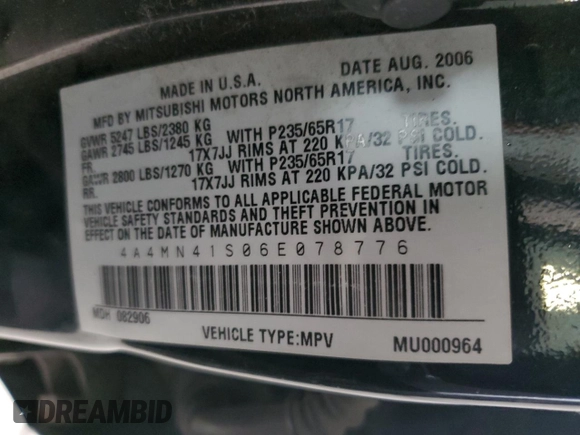 MADE IN U.S.A. DATE AUG. 2006
MFD BY MITSUBISHI MOTORS NORTH AMERICA, INC.
GVWR 5247 LBS/2380 KG
GAWR 2745 LBS/1245 KG WITH P235/65R17 TIRES.
FR. 17X7JJ RIMS AT 220 KPA/32 PSI COLD.
GAWR 2800 LBS/1270 KG WITH P235/65R17 TIRES.
RR. 17X7JJ RIMS AT 220 KPA/32 PSI COLD.
THIS VEHICLE CONFORMS TO ALL APPLICABLE FEDERAL MOTOR
VEHICLE SAFETY STANDARDS AND THEFT PREVENTION IN
EFFECT ON THE DATE OF MANUFACTURE SHOWN ABOVE.
4A4MN41S06E078776
MDH 082906
VEHICLE TYPE:MPV MU000964
DREAMBID